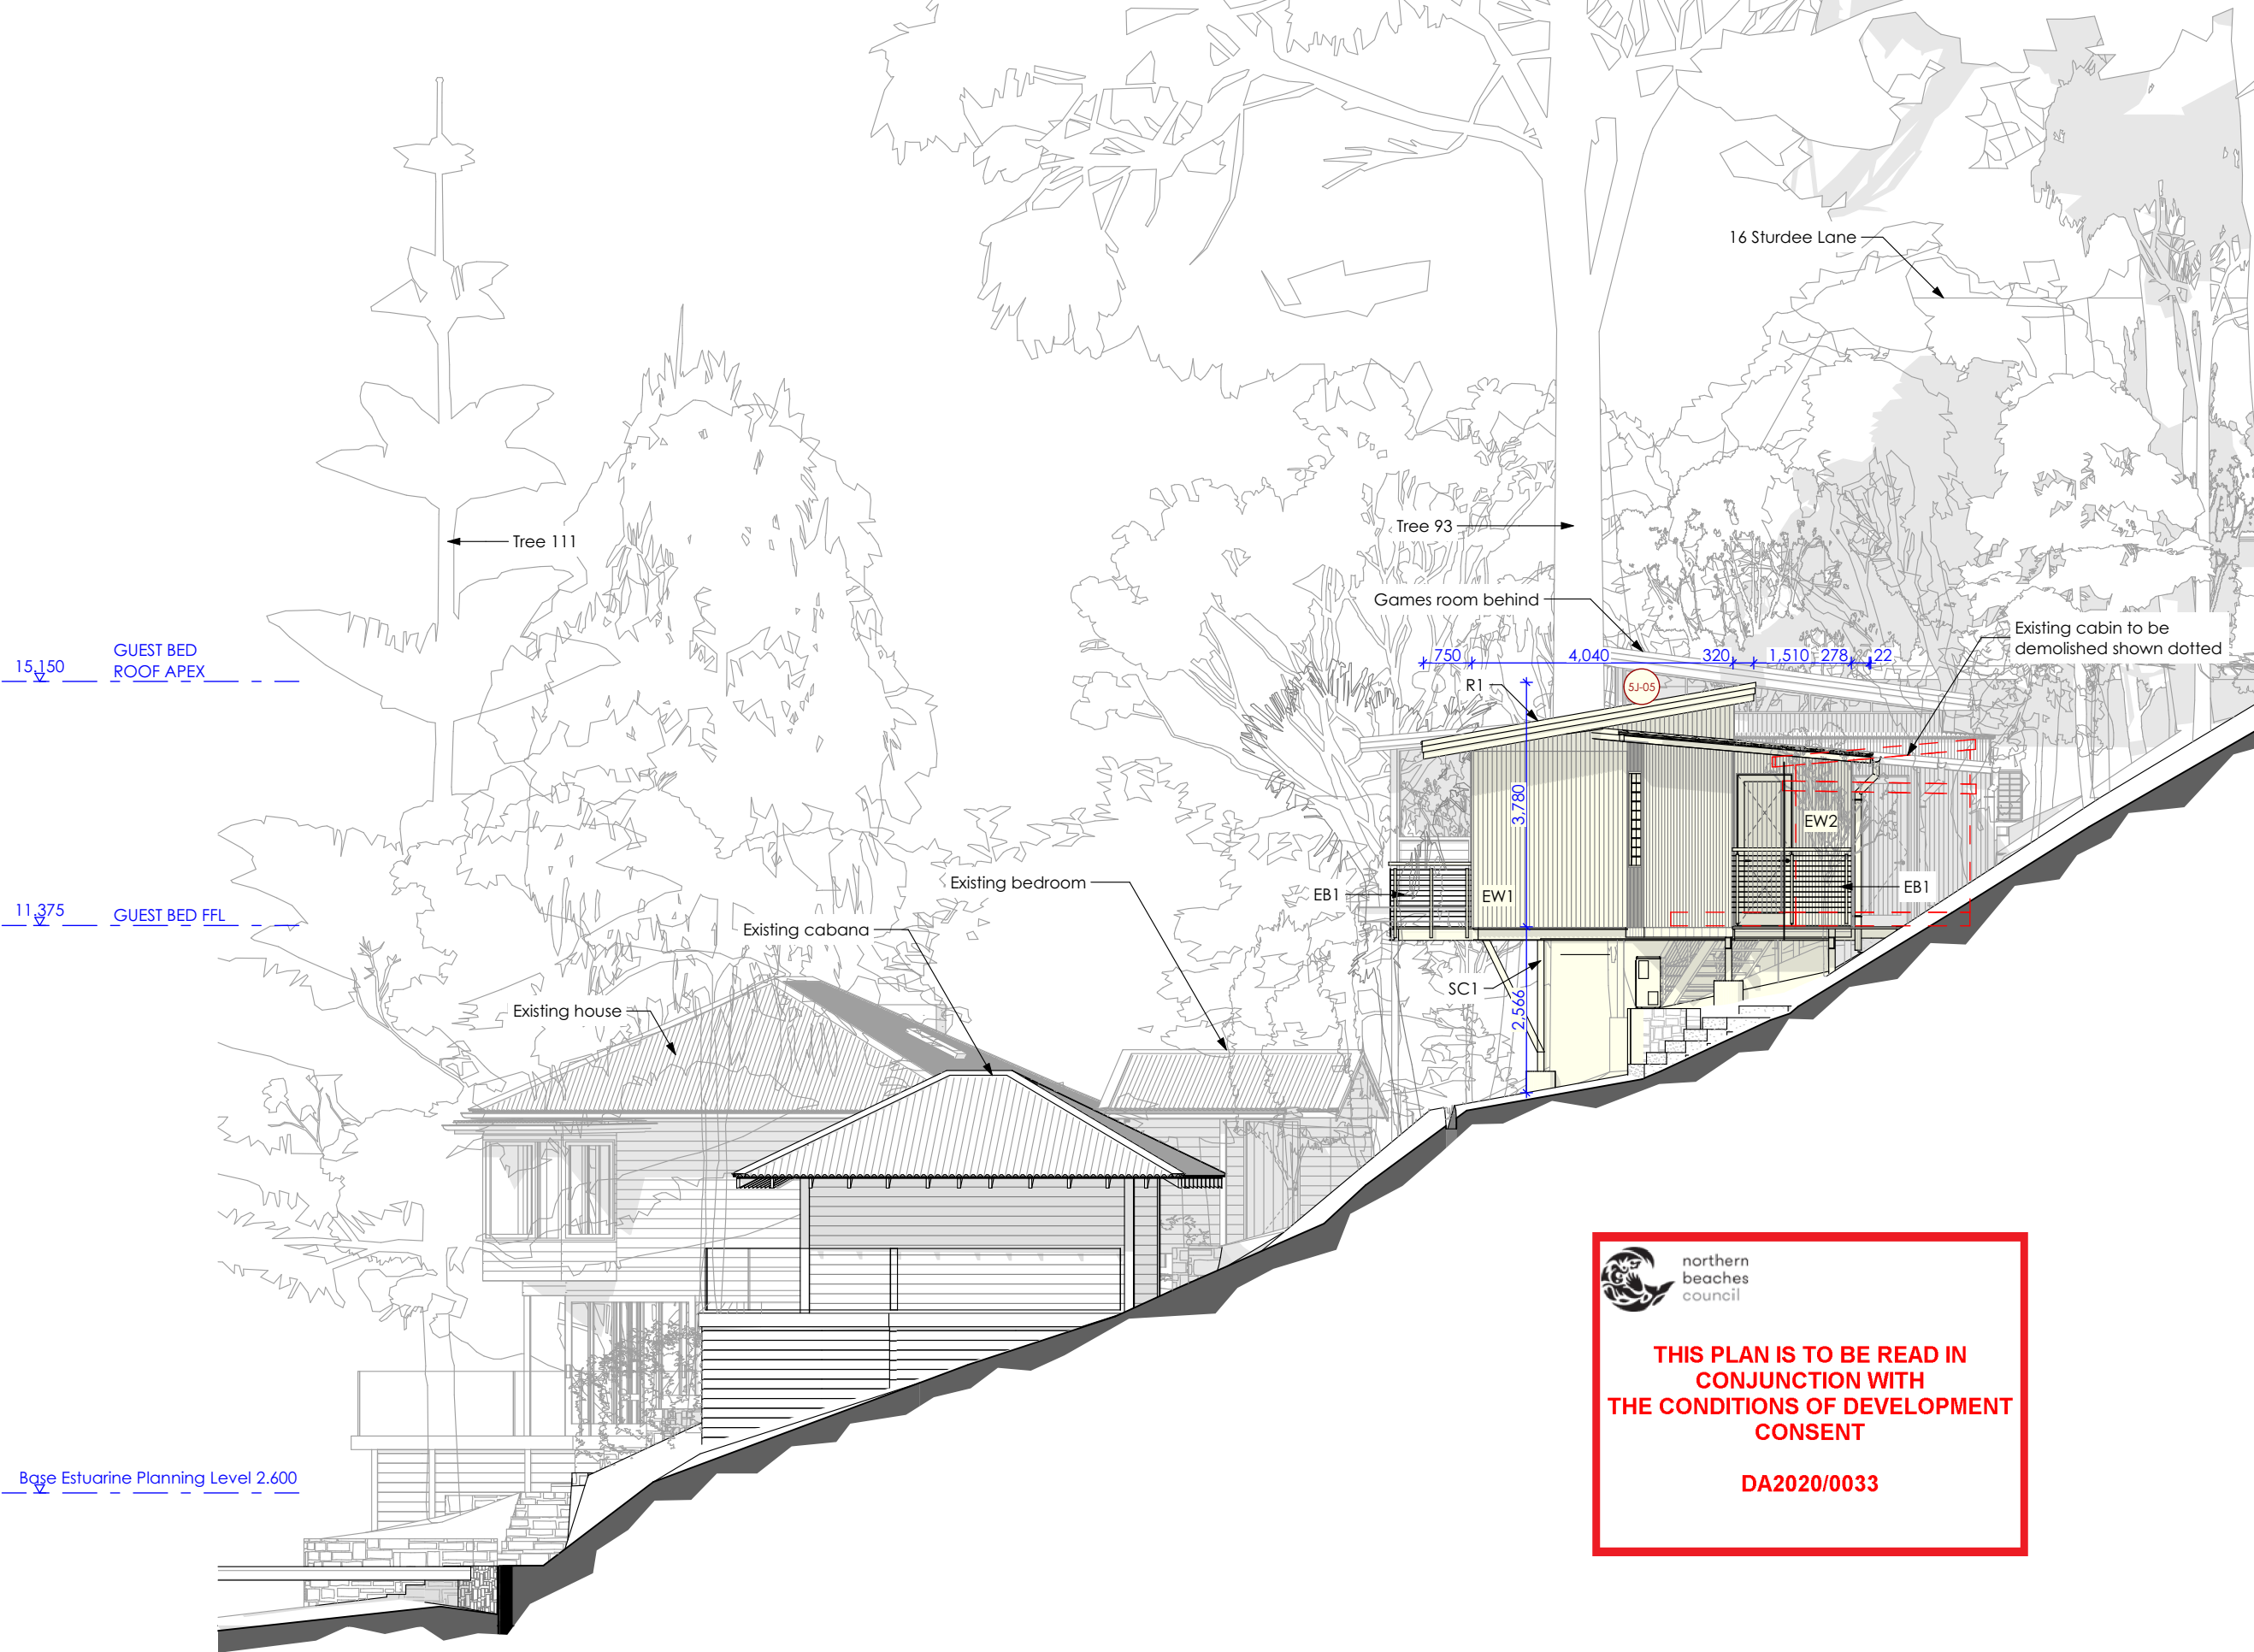 16 Sturdee Lane
Tree 93
Tree 111
Games room behind
Existing cabin to be
demolished shown dotted
GUEST BED
ROOF APEX
15,150
750
4,040
320
1,510
278
22
R1
5J-05
3,780
EW2
EB1
EW1
EB1
Existing bedroom
11,375
GUEST BED FFL
Existing cabana
SC1
2,566
Existing house
northern
beaches
council
THIS PLAN IS TO BE READ IN
CONJUNCTION WITH
THE CONDITIONS OF DEVELOPMENT
CONSENT
DA2020/0033
Base Estuarine Planning Level 2.600